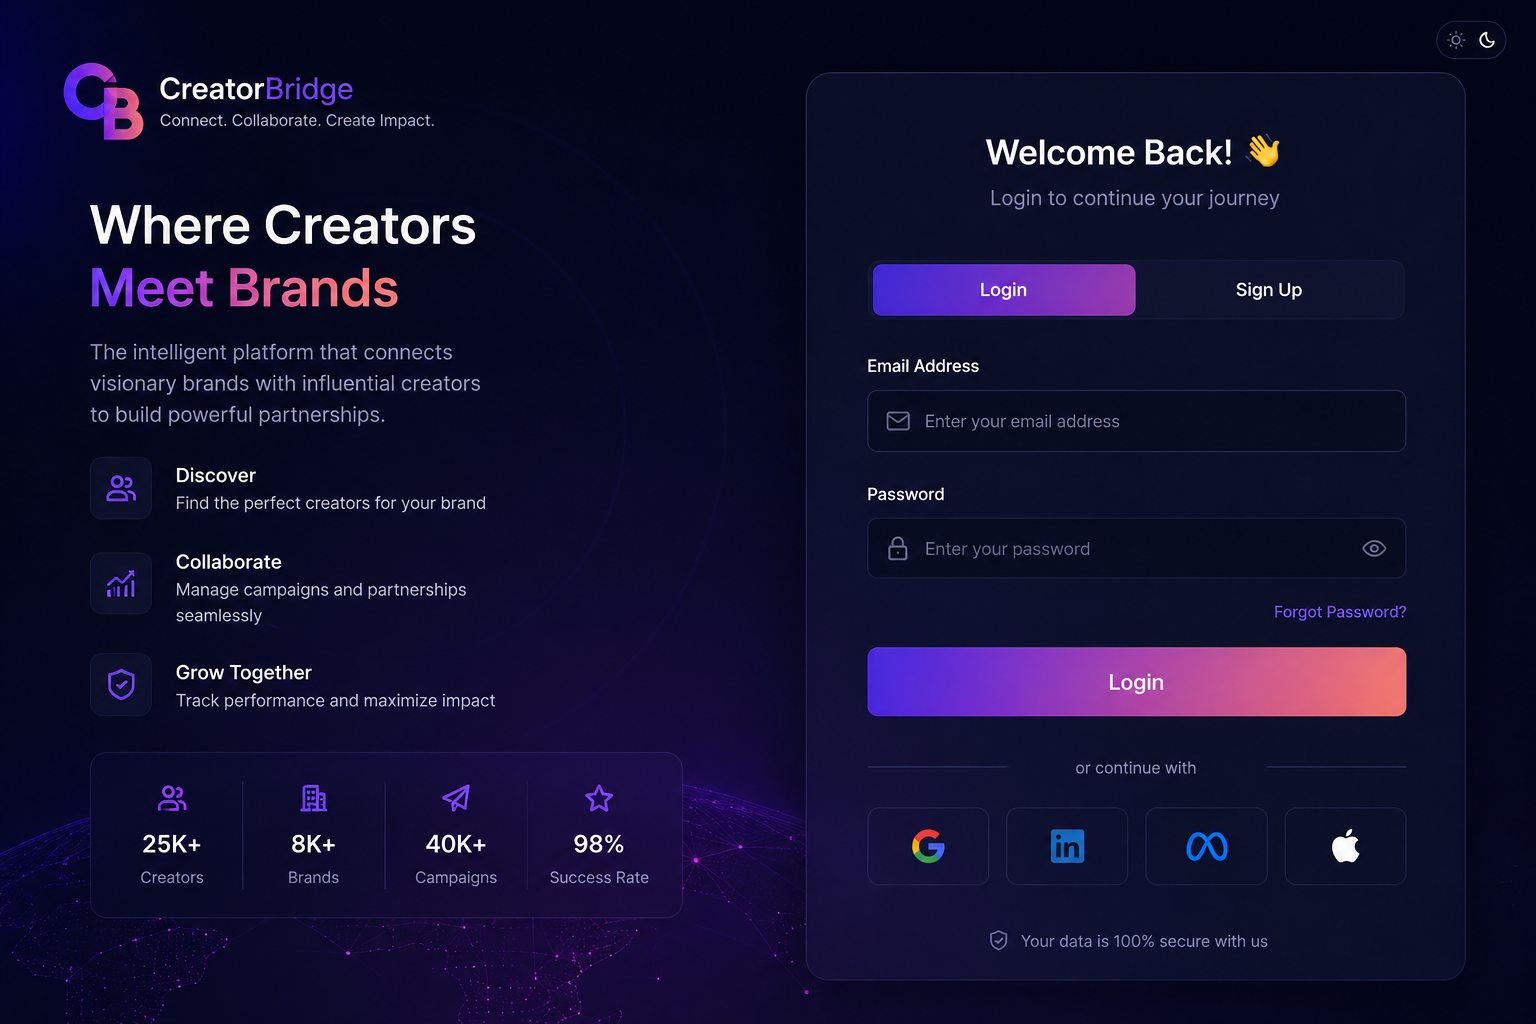 CB
CreatorBridge
Connect. Collaborate. Create Impact.
Where Creators
Meet Brands
The intelligent platform that connects
visionary brands with influential creators
to build powerful partnerships.
Discover
Find the perfect creators for your brand
Collaborate
Manage campaigns and partnerships
seamlessly
Grow Together
Track performance and maximize impact
25K+
Creators
8K+
Brands
40K+
Campaigns
98%
Success Rate
Welcome Back! 👋
Login to continue your journey
Login
Sign Up
Email Address
Enter your email address
Password
Enter your password
Forgot Password?
Login
or continue with
G
in
Your data is 100% secure with us